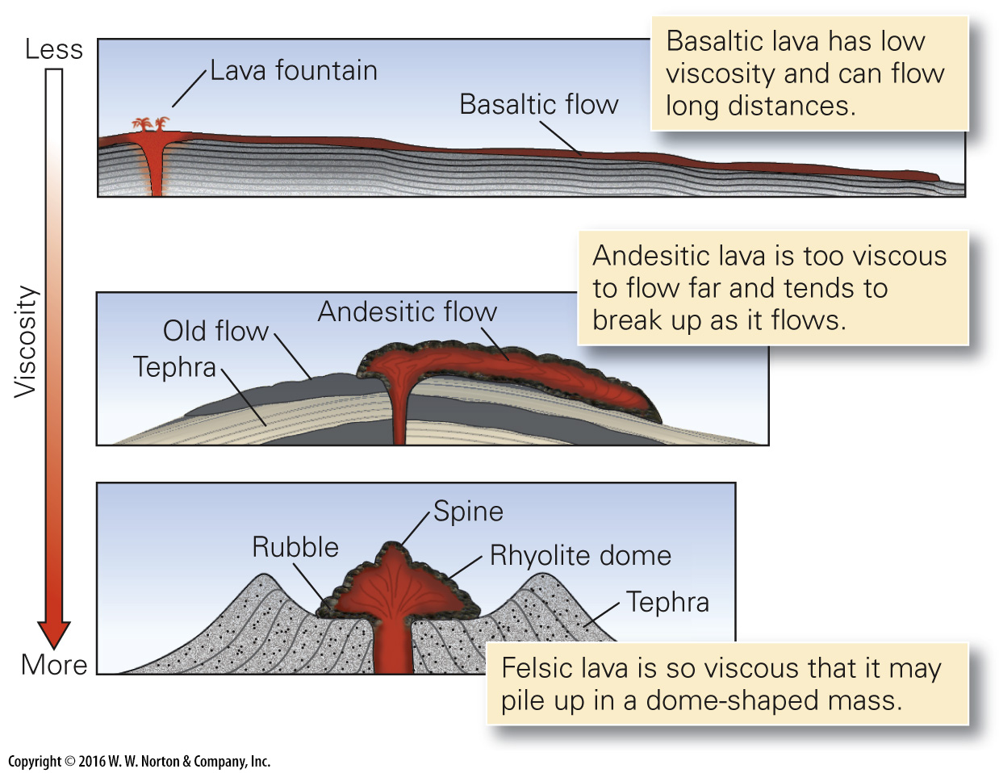 Less
Lava fountain
Basaltic flow
Basaltic lava has low
viscosity and can flow
long distances.
Viscosity
Andesitic lava is too viscous
to flow far and tends to
break up as it flows.
Andesitic flow
Old flow
Tephra
Spine
Rubble
Rhyolite dome
Tephra
More
Felsic lava is so viscous that it may
pile up in a dome-shaped mass.
Copyright © 2016 W. W. Norton & Company, Inc.